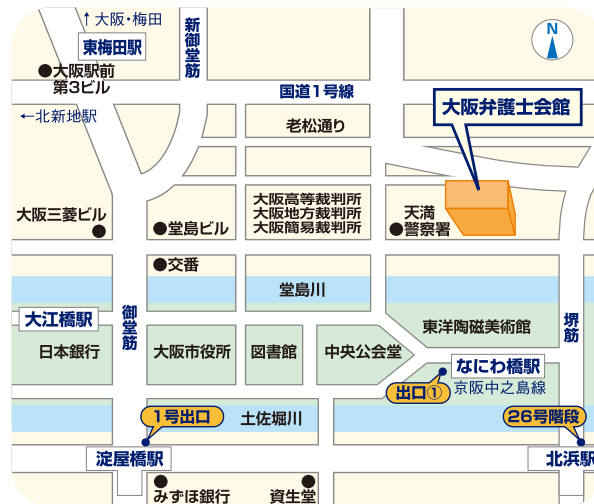 ↑大阪・梅田
東梅田駅
新御堂筋
N
●大阪駅前
第3ビル
国道1号線
大阪弁護士会館
←北新地駅
老松通り
大阪高等裁判所
大阪地方裁判所
大阪簡易裁判所
大阪三菱ビル
堂島ビル
天満
警察署
交番
堂島川
大江橋駅
御堂筋
東洋陶磁美術館
堺筋
日本銀行
大阪市役所
図書館
中央公会堂
なにわ橋駅
京阪中之島線
出口①
1号出口
土佐堀川
26号階段
淀屋橋駅
北浜駅
みずほ銀行
資生堂